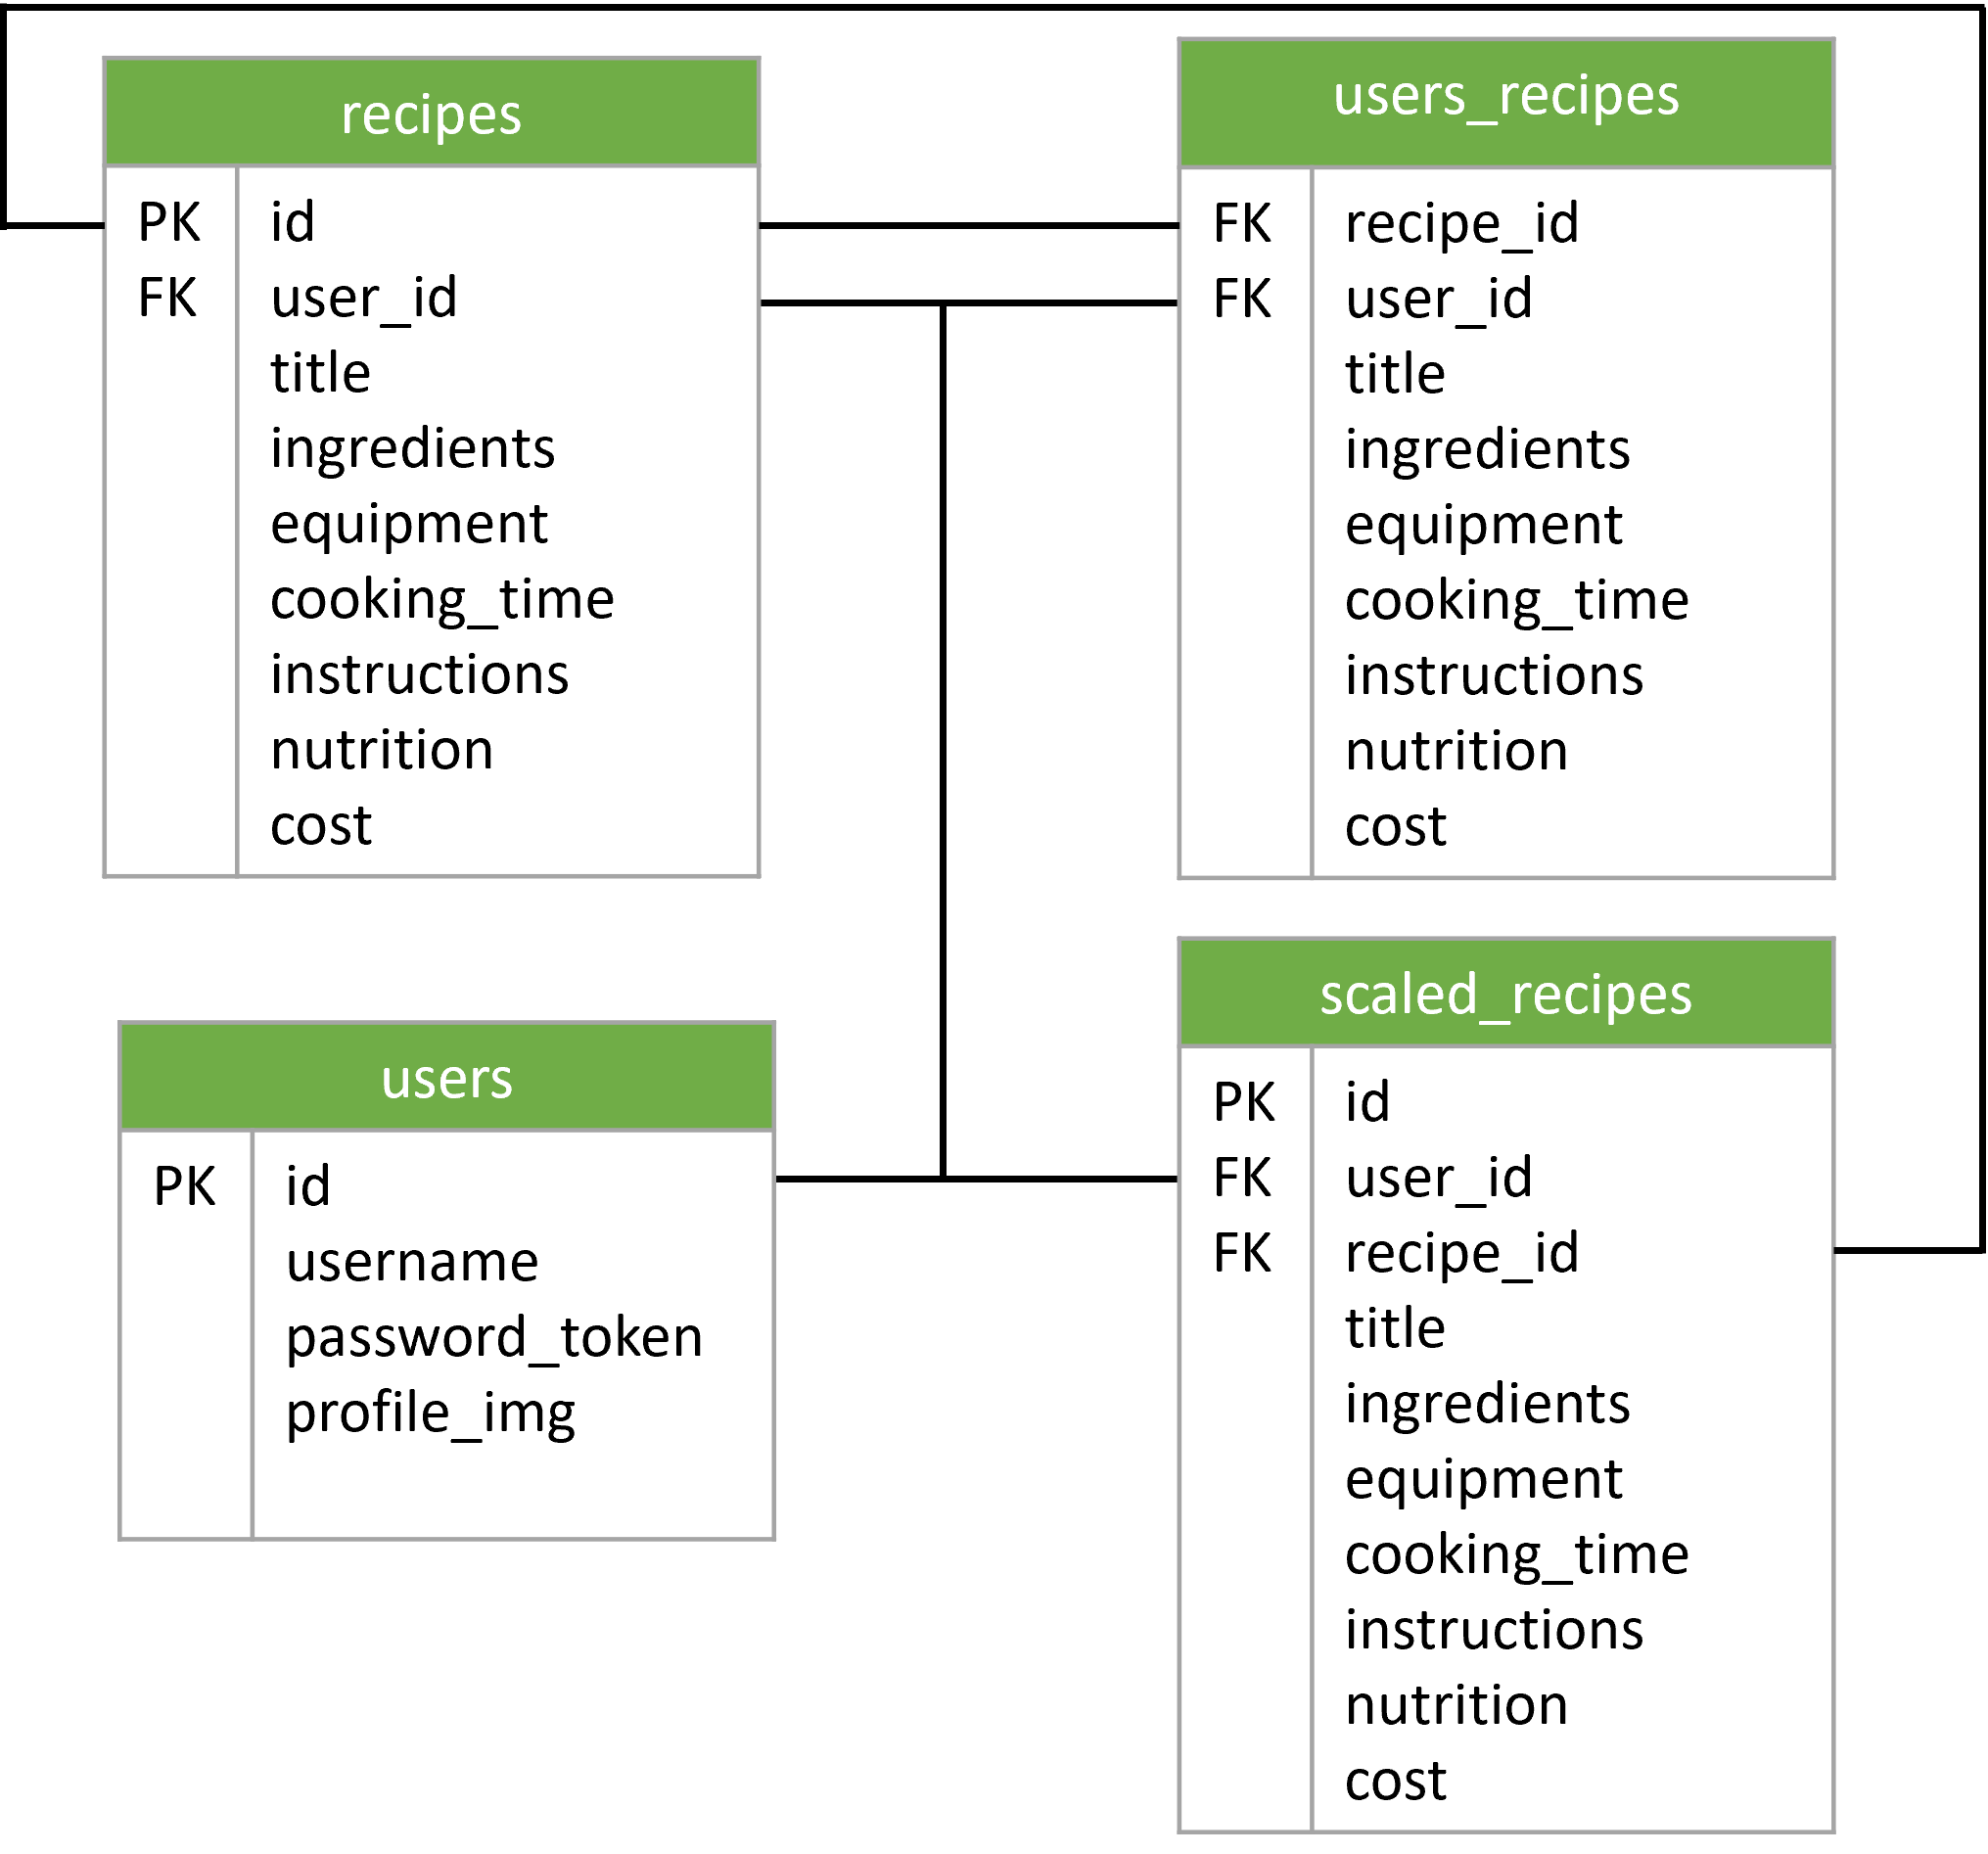 recipes
PK id
FK user_id
title
ingredients
equipment
cooking_time
instructions
nutrition
cost
users_recipes
FK recipe_id
FK user_id
title
ingredients
equipment
cooking_time
instructions
nutrition
cost
users
PK id
username
password_token
profile_img
scaled_recipes
PK id
FK user_id
FK recipe_id
title
ingredients
equipment
cooking_time
instructions
nutrition
cost